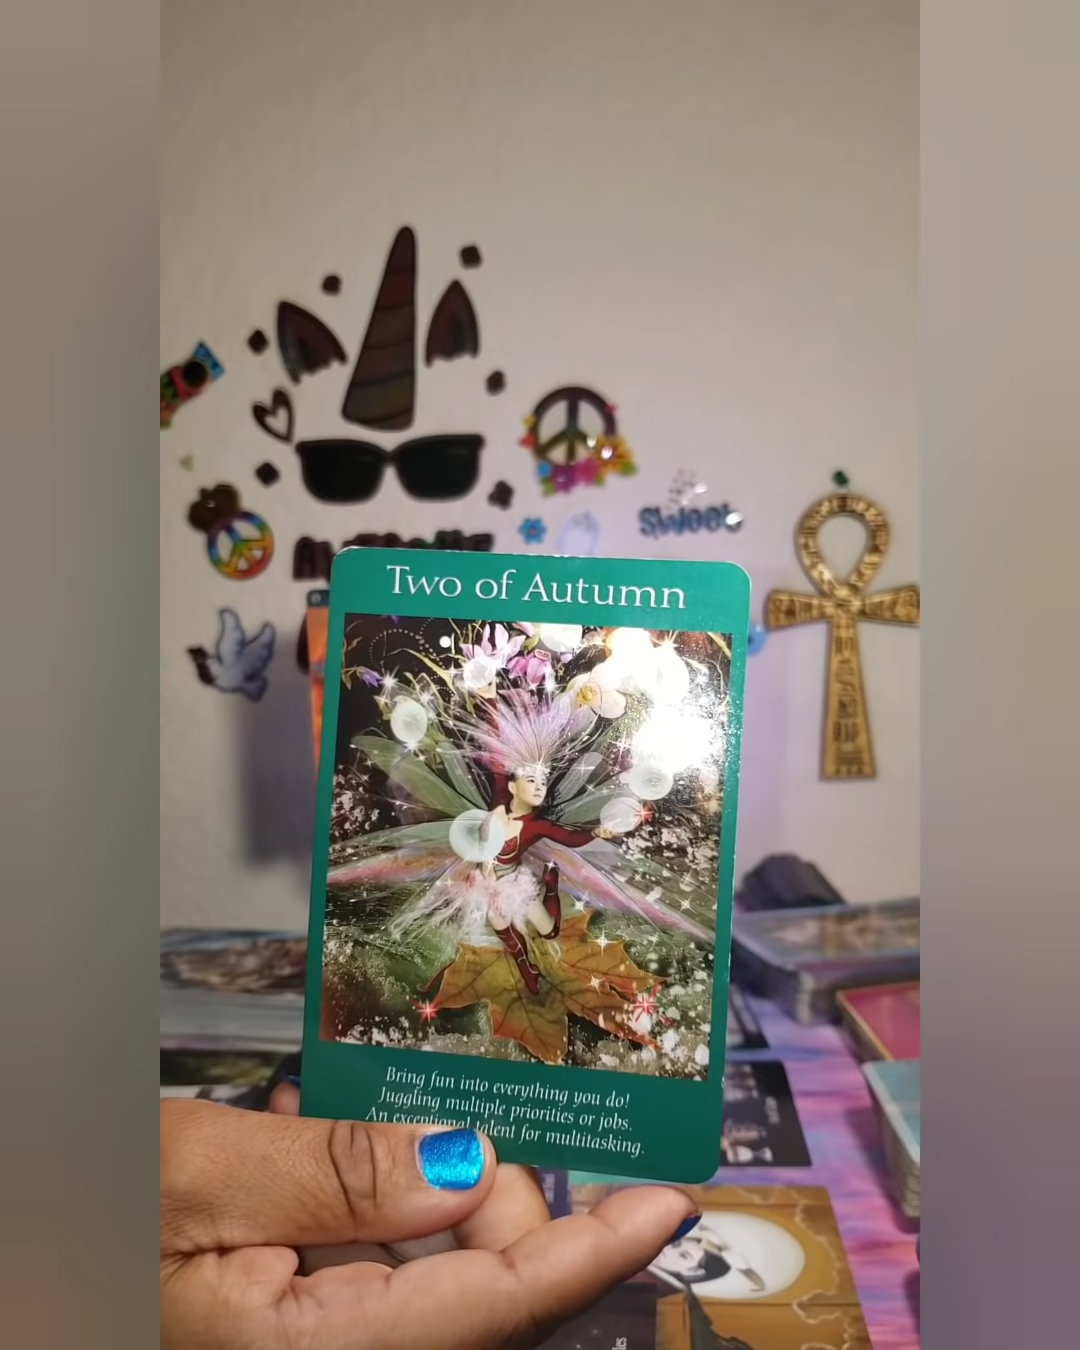 sweet
Two of Autumn
Bring fun into everything you do!
Juggling multiple priorities or jobs.
An exceptional talent for multitasking.